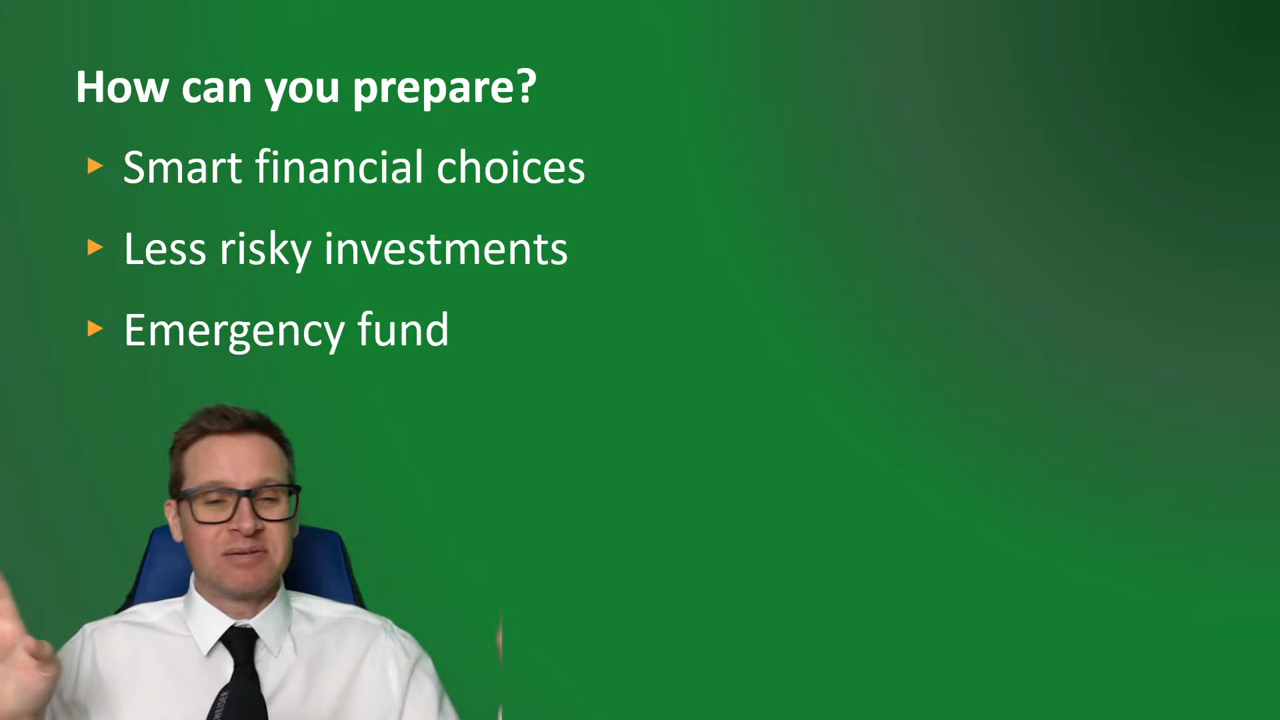 How can you prepare?
Smart financial choices
Less risky investments
Emergency fund